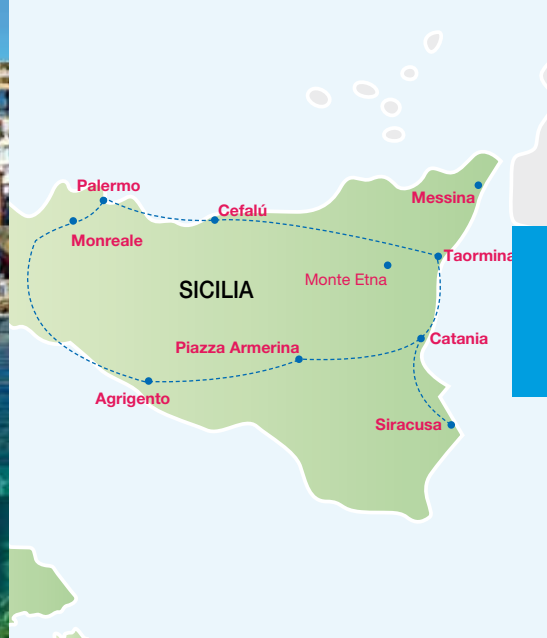 Palermo
Messina
Cefalú
Monreale
Taormina
Monte Etna
SICILIA
Catania
Piazza Armerina
Agrigento
Siracusa